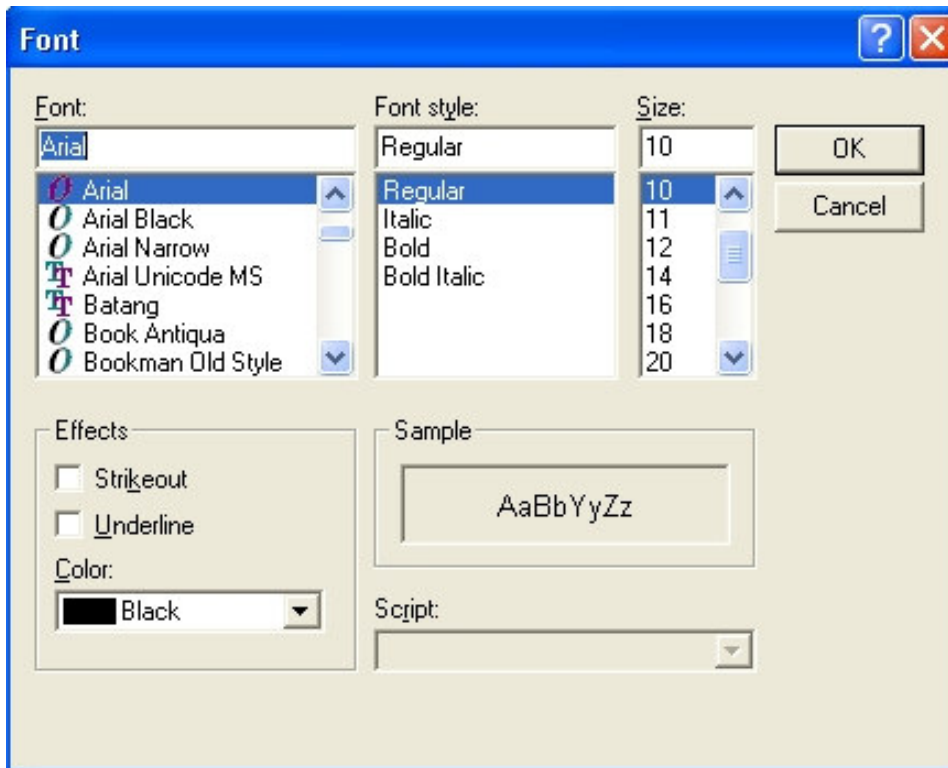 Font
Font:
Arial
Arial
Arial Black
Arial Narrow
Arial Unicode MS
Batang
Book Antiqua
Bookman Old Style
Font style:
Regular
Regular
Italic
Bold
Bold Italic
Size:
10
10
11
12
14
16
18
20
OK
Cancel
Effects
Strikeout
Underline
Color:
Black
Sample
AaBbYyZz
Script: